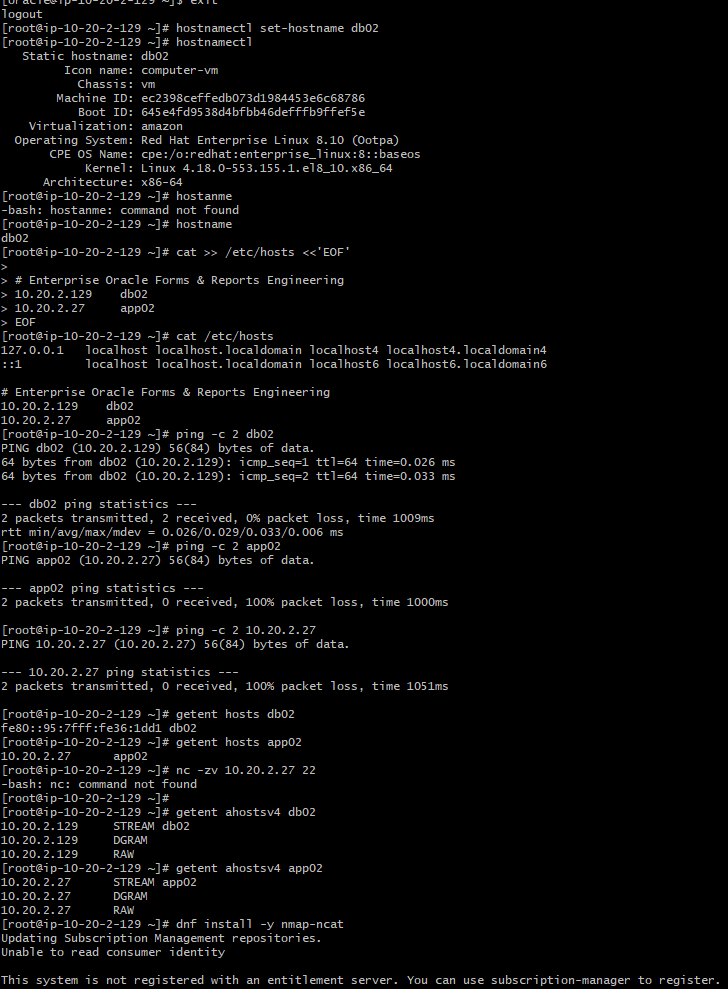 [oracle@ip-10-20-2-129 ~]$ exit
logout
[root@ip-10-20-2-129 ~]# hostnamectl set-hostname db02
[root@ip-10-20-2-129 ~]# hostnamectl
   Static hostname: db02
         Icon name: computer-vm
           Chassis: vm
        Machine ID: ec2398ceffedb073d1984453e6c68786
           Boot ID: 645e4fd9538d4bfbb46defffb9ffef5e
    Virtualization: amazon
  Operating System: Red Hat Enterprise Linux 8.10 (Ootpa)
       CPE OS Name: cpe:/o:redhat:enterprise_linux:8::baseos
            Kernel: Linux 4.18.0-553.155.1.el8_10.x86_64
      Architecture: x86-64
[root@ip-10-20-2-129 ~]# hostanme
-bash: hostanme: command not found
[root@ip-10-20-2-129 ~]# hostname
db02
[root@ip-10-20-2-129 ~]# cat >> /etc/hosts <<'EOF'
>
> # Enterprise Oracle Forms & Reports Engineering
> 10.20.2.129    db02
> 10.20.2.27     app02
> EOF
[root@ip-10-20-2-129 ~]# cat /etc/hosts
127.0.0.1   localhost localhost.localdomain localhost4 localhost4.localdomain4
::1         localhost localhost.localdomain localhost6 localhost6.localdomain6

# Enterprise Oracle Forms & Reports Engineering
10.20.2.129    db02
10.20.2.27     app02
[root@ip-10-20-2-129 ~]# ping -c 2 db02
PING db02 (10.20.2.129) 56(84) bytes of data.
64 bytes from db02 (10.20.2.129): icmp_seq=1 ttl=64 time=0.026 ms
64 bytes from db02 (10.20.2.129): icmp_seq=2 ttl=64 time=0.033 ms

--- db02 ping statistics ---
2 packets transmitted, 2 received, 0% packet loss, time 1009ms
rtt min/avg/max/mdev = 0.026/0.029/0.033/0.006 ms
[root@ip-10-20-2-129 ~]# ping -c 2 app02
PING app02 (10.20.2.27) 56(84) bytes of data.

--- app02 ping statistics ---
2 packets transmitted, 0 received, 100% packet loss, time 1000ms

[root@ip-10-20-2-129 ~]# ping -c 2 10.20.2.27
PING 10.20.2.27 (10.20.2.27) 56(84) bytes of data.

--- 10.20.2.27 ping statistics ---
2 packets transmitted, 0 received, 100% packet loss, time 1051ms

[root@ip-10-20-2-129 ~]# getent hosts db02
fe80::95:7fff:fe36:1dd1 db02
[root@ip-10-20-2-129 ~]# getent hosts app02
10.20.2.27      app02
[root@ip-10-20-2-129 ~]# nc -zv 10.20.2.27 22
-bash: nc: command not found
[root@ip-10-20-2-129 ~]#
[root@ip-10-20-2-129 ~]# getent ahostsv4 db02
10.20.2.129     STREAM db02
10.20.2.129     DGRAM
10.20.2.129     RAW
[root@ip-10-20-2-129 ~]# getent ahostsv4 app02
10.20.2.27      STREAM app02
10.20.2.27      DGRAM
10.20.2.27      RAW
[root@ip-10-20-2-129 ~]# dnf install -y nmap-ncat
Updating Subscription Management repositories.
Unable to read consumer identity

This system is not registered with an entitlement server. You can use subscription-manager to register.